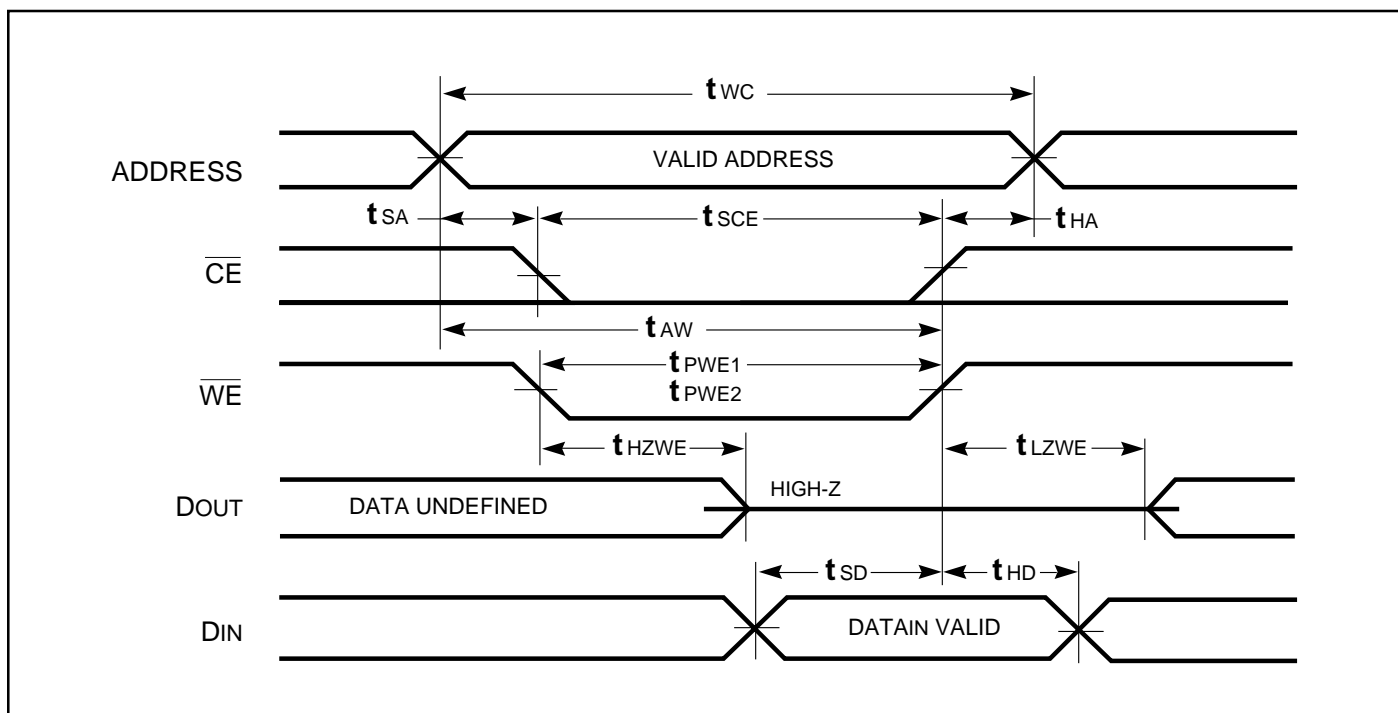 tWC
ADDRESS
VALID ADDRESS
tSA
tSCE
tHA
CE
tAW
WE
tPWE1
tPWE2
tHZWE
tLZWE
DOUT
DATA UNDEFINED
HIGH-Z
tSD
tHD
DIN
DATAIN VALID